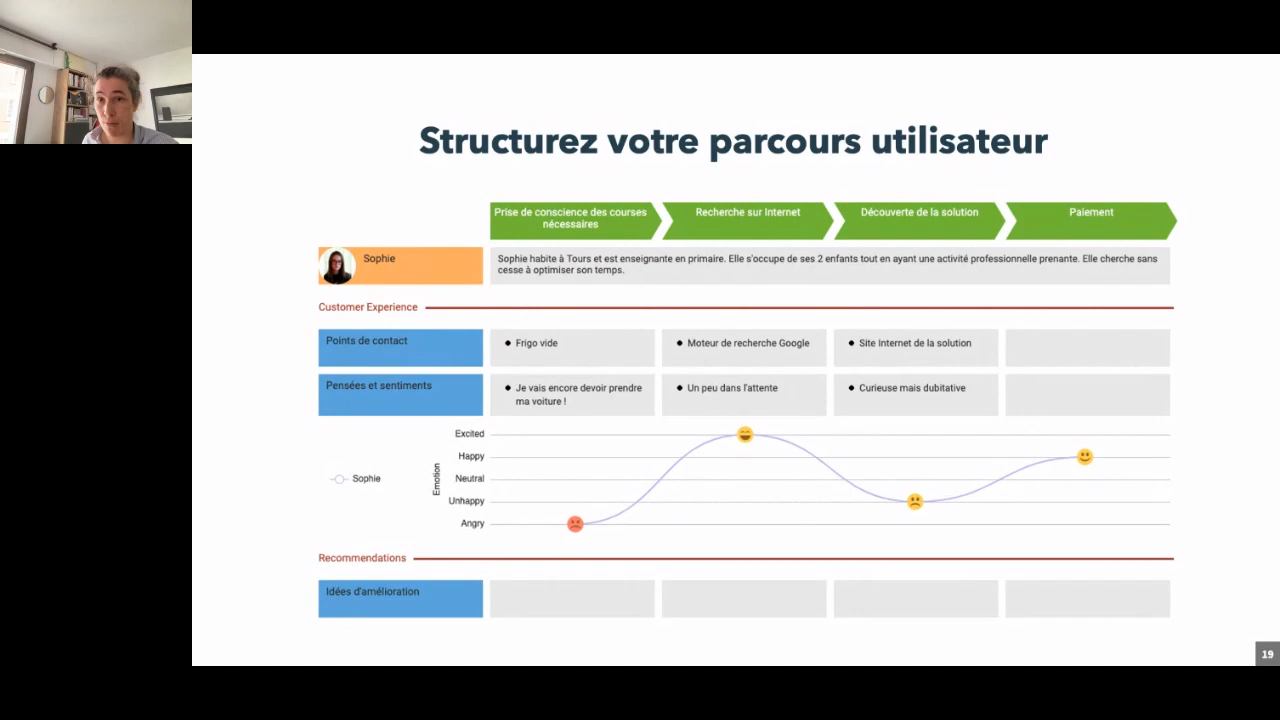 Structurez votre parcours utilisateur
Prise de conscience des courses
nécessaires
Recherche sur Internet
Découverte de la solution
Paiement
Sophie
Sophie habite à Tours et est enseignante en primaire. Elle s'occupe de ses 2 enfants tout en ayant une activité professionnelle prenante. Elle cherche sans
cesse à optimiser son temps.
Customer Experience
Points de contact
● Frigo vide
● Moteur de recherche Google
● Site Internet de la solution
Pensées et sentiments
● Je vais encore devoir prendre
ma voiture !
● Un peu dans l'attente
● Curieuse mais dubitative
Sophie
Emotion
Excited
Happy
Neutral
Unhappy
Angry
Recommendations
Idées d'amélioration
19